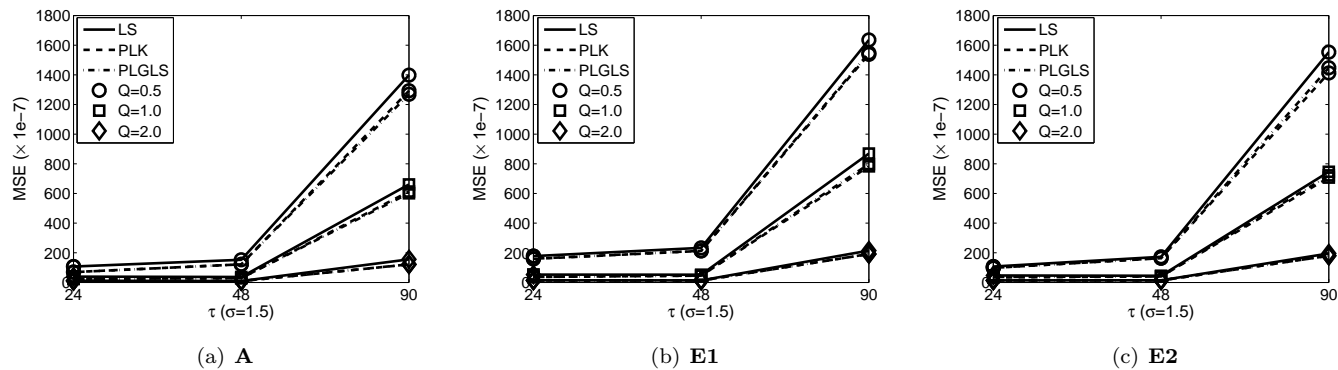 1800
1600
1400
1200
1000
800
600
400
200
0
24
48
90
MSE (× 1e−7)
τ (σ=1.5)
LS
PLK
PLGLS
Q=0.5
Q=1.0
Q=2.0
(a) A
1800
1600
1400
1200
1000
800
600
400
200
0
24
48
90
MSE (× 1e−7)
τ (σ=1.5)
LS
PLK
PLGLS
Q=0.5
Q=1.0
Q=2.0
(b) E1
1800
1600
1400
1200
1000
800
600
400
200
0
24
48
90
MSE (× 1e−7)
τ (σ=1.5)
LS
PLK
PLGLS
Q=0.5
Q=1.0
Q=2.0
(c) E2